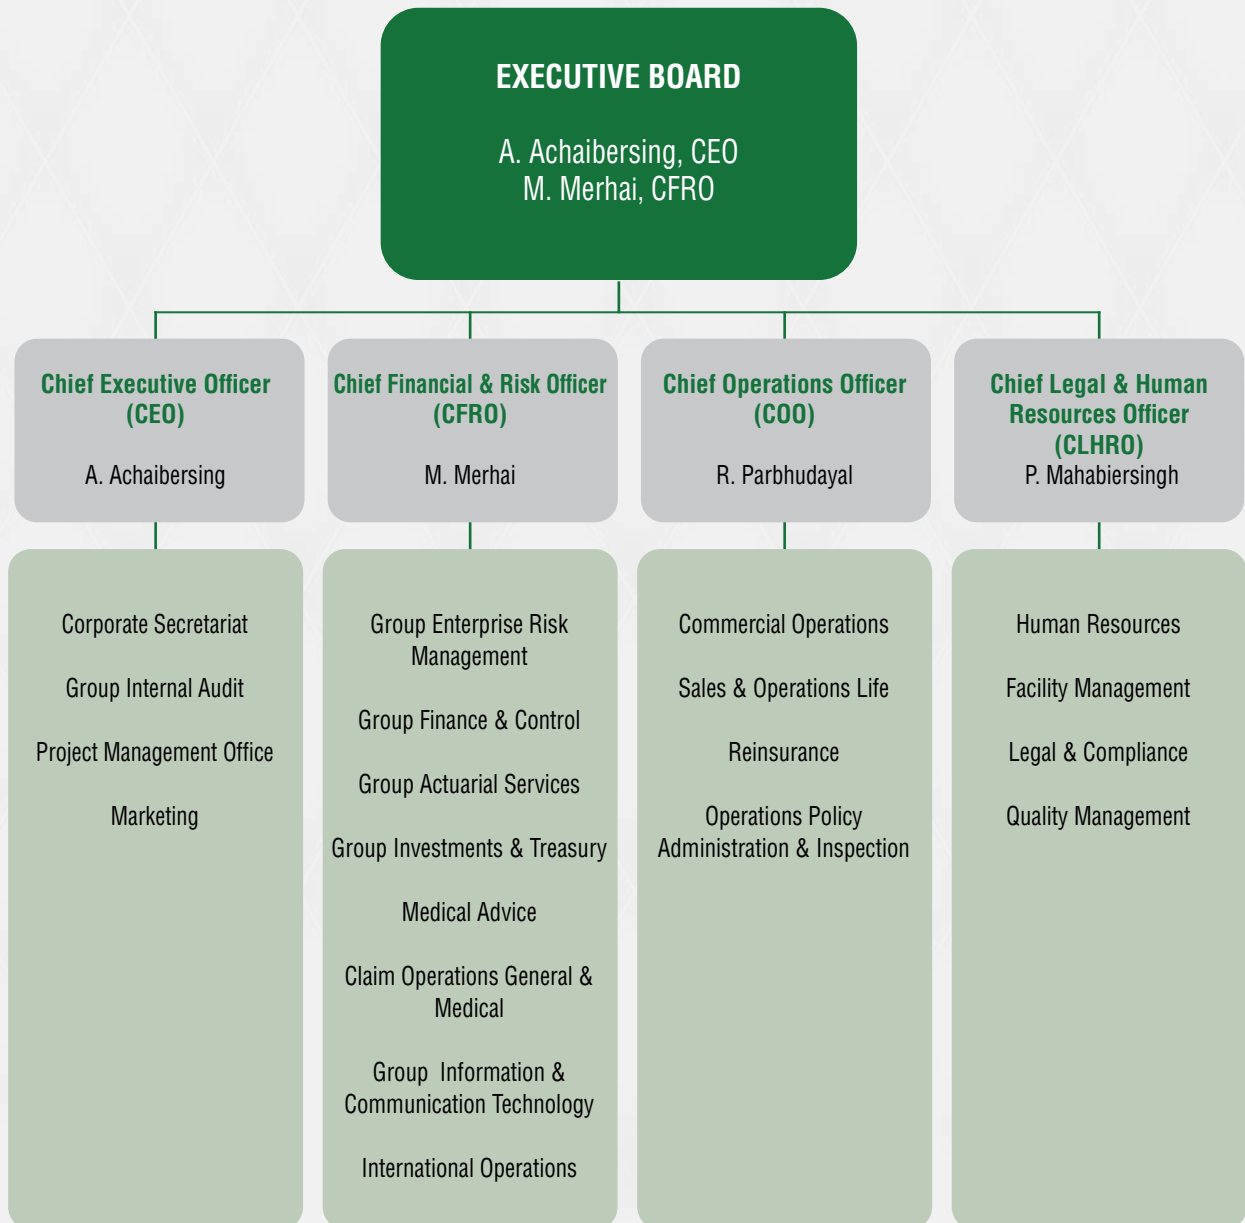 EXECUTIVE BOARD
A. Achaibersing, CEO
M. Merhai, CFRO
Chief Executive Officer
(CEO)
A. Achaibersing
Chief Financial & Risk Officer
(CFRO)
M. Merhai
Chief Operations Officer
(COO)
R. Parbhudayal
Chief Legal & Human
Resources Officer
(CLHRO)
P. Mahabiersingh
Corporate Secretariat
Group Internal Audit
Project Management Office
Marketing
Group Enterprise Risk
Management
Group Finance & Control
Group Actuarial Services
Group Investments & Treasury
Medical Advice
Claim Operations General &
Medical
Group  Information &
Communication Technology
International Operations
Commercial Operations
Sales & Operations Life
Reinsurance
Operations Policy
Administration & Inspection
Human Resources
Facility Management
Legal & Compliance
Quality Management